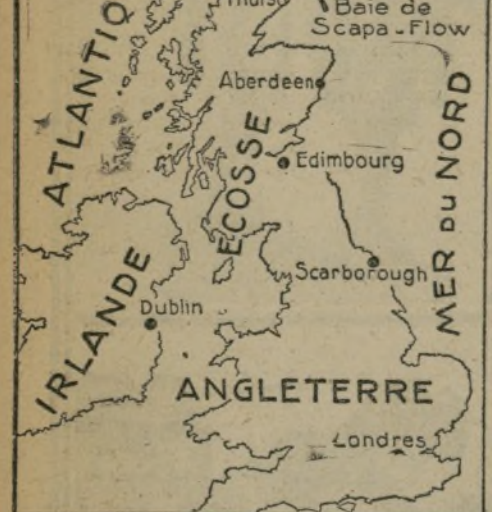 Thurso
Baie de
Scapa-Flow
ATLANTIQ
Aberdeen
MER DU NORD
ECOSSE
Edimbourg
Scarborough
IRLANDE
Dublin
ANGLETERRE
Londres